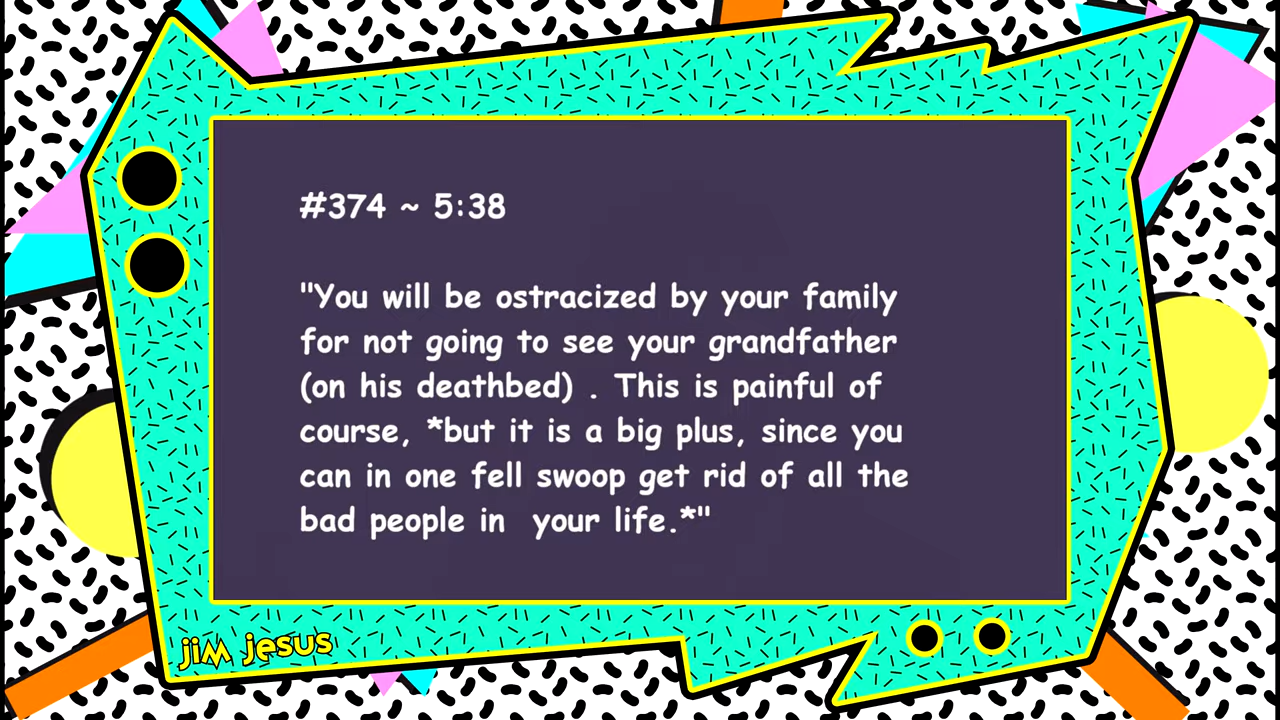 #374 ~ 5:38
"You will be ostracized by your family
for not going to see your grandfather
(on his deathbed) . This is painful of
course, *but it is a big plus, since you
can in one fell swoop get rid of all the
bad people in  your life.*"
jiM jesus